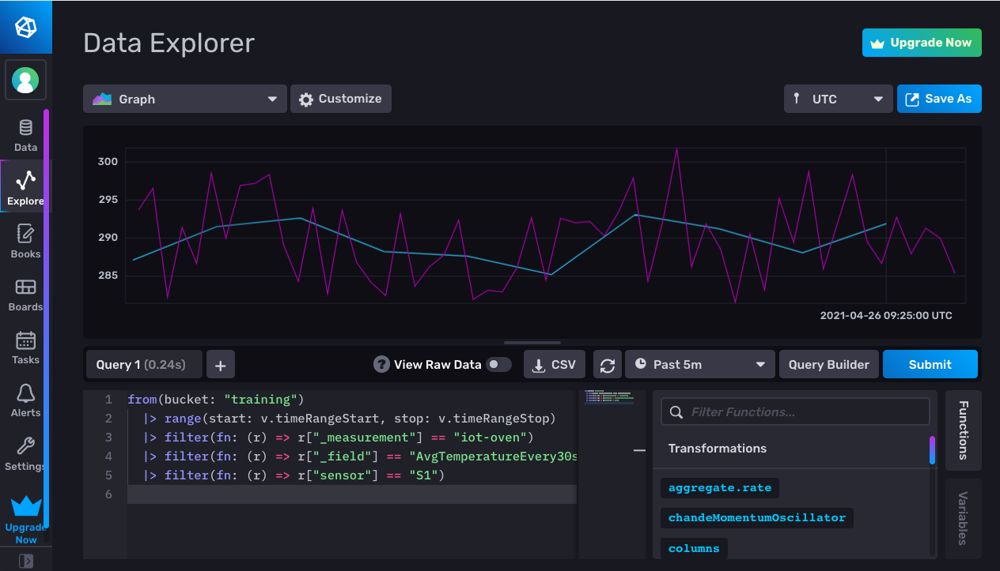 Data Explorer
Upgrade Now
Graph
Customize
UTC
Save As
Data
Explore
Books
Boards
Tasks
Alerts
Settings
Upgrade
Now
300
295
290
285
2021-04-26 09:25:00 UTC
Query 1 (0.24s)
+
? View Raw Data
CSV
Past 5m
Query Builder
Submit
1 from(bucket: "training")
2 |> range(start: v.timeRangeStart, stop: v.timeRangeStop)
3 |> filter(fn: (r) => r["_measurement"] == "iot-oven")
4 |> filter(fn: (r) => r["_field"] == "AvgTemperatureEvery30s
5 |> filter(fn: (r) => r["sensor"] == "S1")
6
Filter Functions...
Transformations
aggregate.rate
chandeMomentumOscillator
columns
Functions
Variables